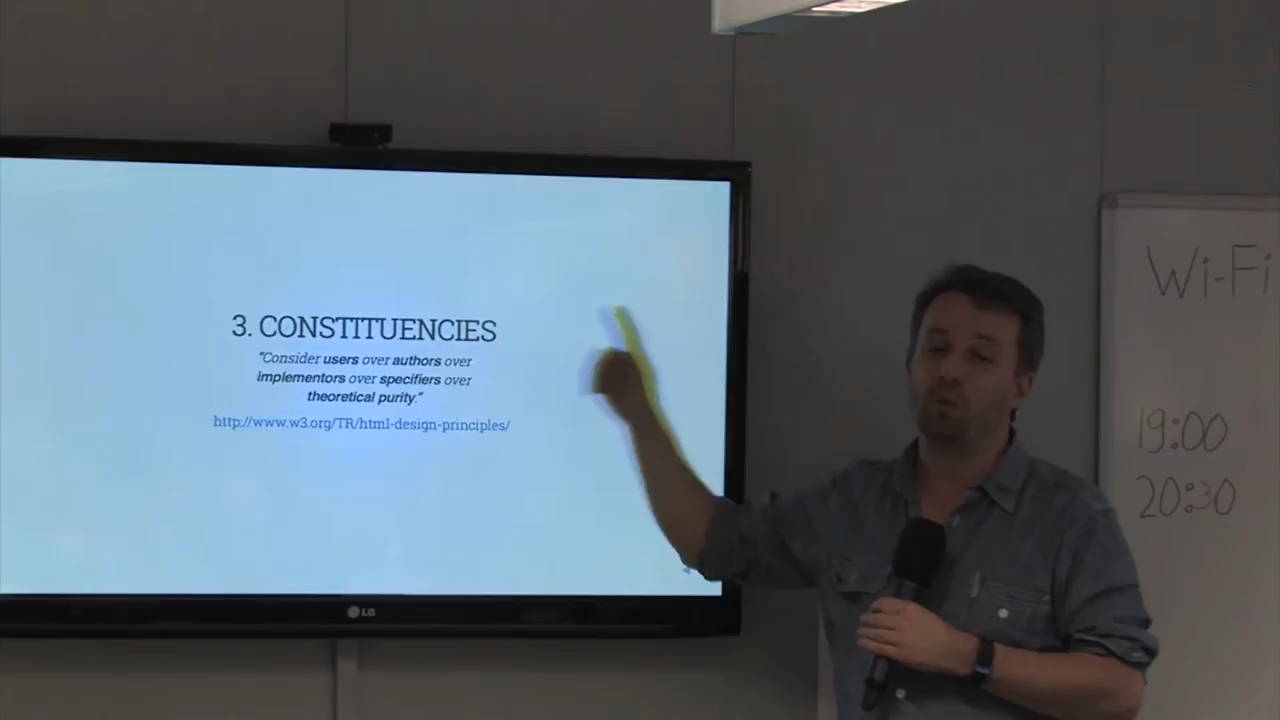 3. CONSTITUENCIES
"Consider users over authors over
implementors over specifiers over
theoretical purity."
http://www.w3.org/TR/html-design-principles/
LG
Wi-Fi
19:00
20:30